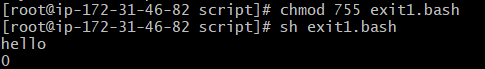 [root@ip-172-31-46-82 script]# chmod 755 exit1.bash
[root@ip-172-31-46-82 script]# sh exit1.bash
hello
0